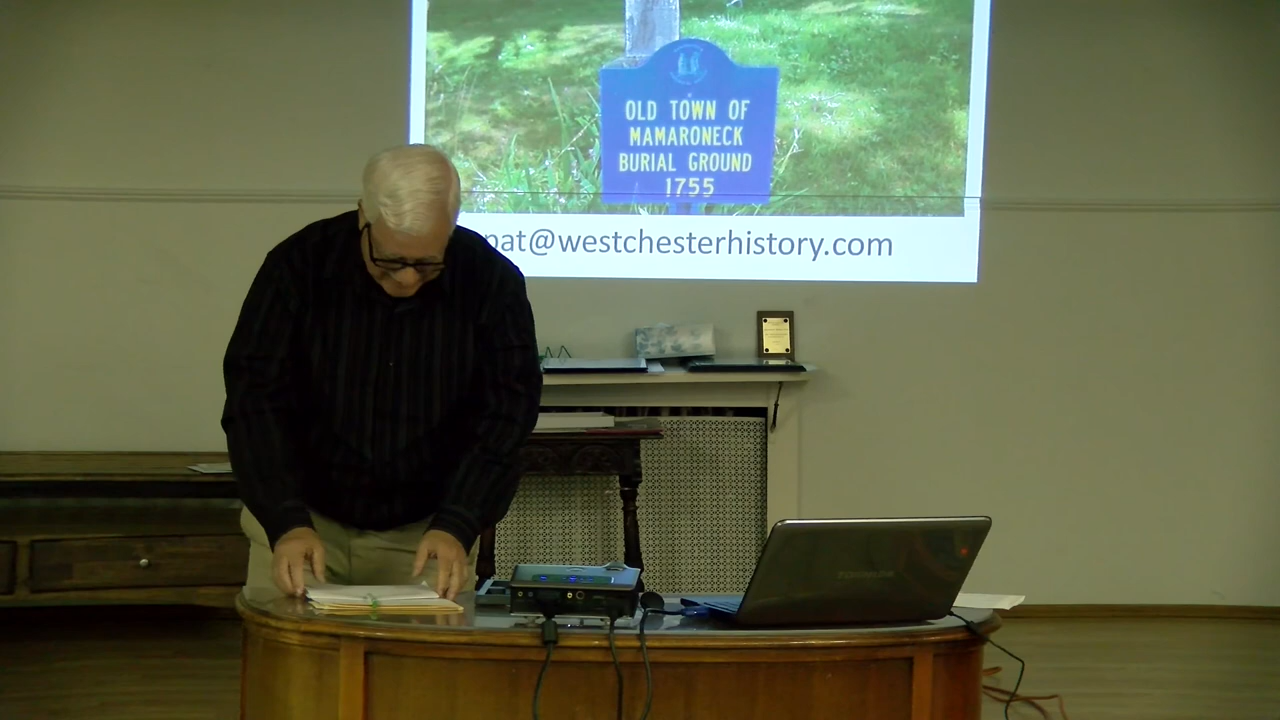 OLD TOWN OF
MAMARONECK
BURIAL GROUND
1755
pat@westchesterhistory.com